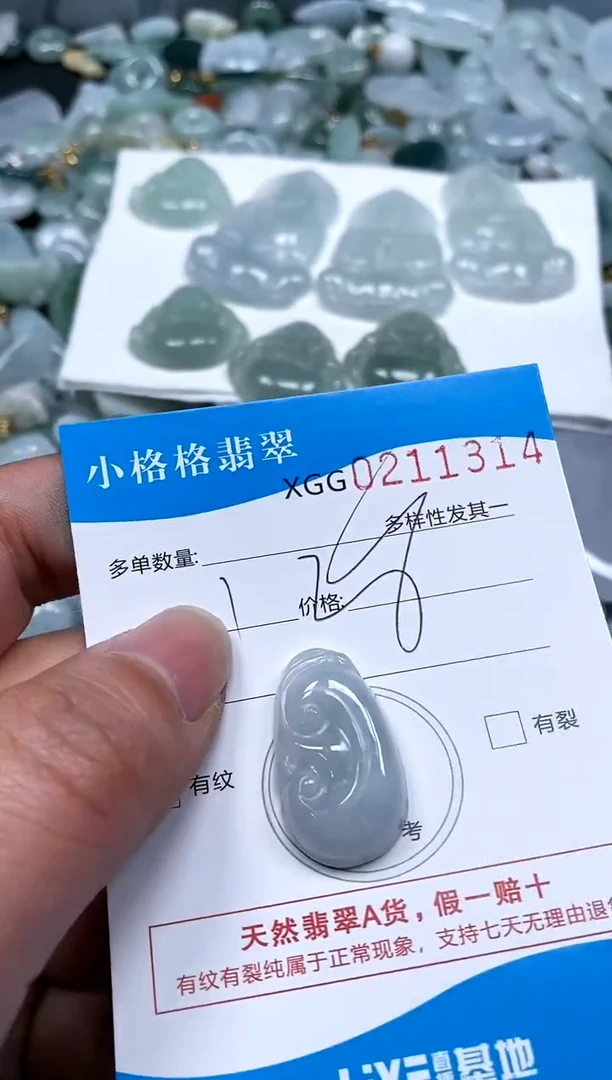 小格格翡翠
XGG0211314
多样性发其一
多单数量:
价格:
有裂
有纹
考
天然翡翠A货，假一赔十
有纹有裂纯属于正常现象，支持七天无理由退
基地